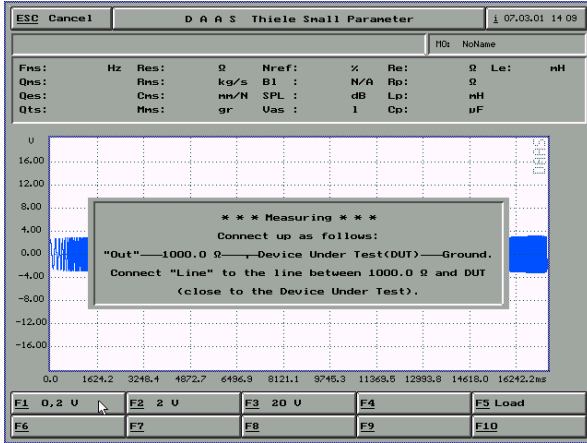 ESC Cancel D A A S Thiele Small Parameter i 07.03.01 14 09
M0: NoName
Fms: Hz Res: Ω Nref: % Re: Ω Le: mH
Qms: Rms: kg/s Bl : N/A Rp: Ω
Qes: Cms: mm/N SPL : dB Lp: mH
Qts: Mms: gr Vas : l Cp: µF
V
DAAS
16.00
12.00
8.00
4.00
0.00
-4.00
-8.00
-12.00
-16.00
* * * Measuring * * *
Connect up as follows:
"Out"——1000.0 Ω——,—Device Under Test(DUT)——Ground.
Connect "Line" to the line between 1000.0 Ω and DUT
(close to the Device Under Test).
0.0 1624.2 3248.4 4872.7 6496.9 8121.1 9745.3 11369.5 12993.8 14618.0 16242.2ms
F1 0,2 V F2 2 V F3 20 V F4 F5 Load
F6 F7 F8 F9 F10